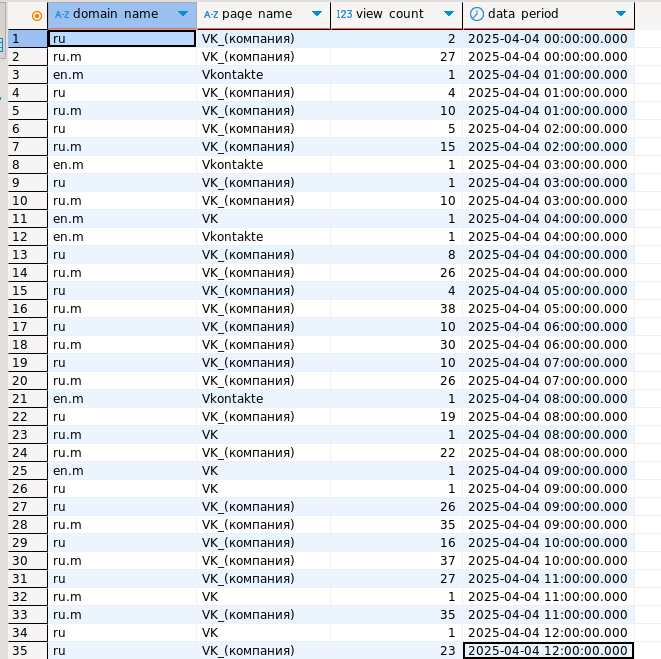 A-Z domain_name A-Z page_name 123 view_count data_period
1 ru VK_(компания) 2 2025-04-04 00:00:00.000
2 ru.m VK_(компания) 27 2025-04-04 00:00:00.000
3 en.m Vkontakte 1 2025-04-04 01:00:00.000
4 ru VK_(компания) 4 2025-04-04 01:00:00.000
5 ru.m VK_(компания) 10 2025-04-04 01:00:00.000
6 ru VK_(компания) 5 2025-04-04 02:00:00.000
7 ru.m VK_(компания) 15 2025-04-04 02:00:00.000
8 en.m Vkontakte 1 2025-04-04 03:00:00.000
9 ru VK_(компания) 1 2025-04-04 03:00:00.000
10 ru.m VK_(компания) 10 2025-04-04 03:00:00.000
11 en.m VK 1 2025-04-04 04:00:00.000
12 en.m Vkontakte 1 2025-04-04 04:00:00.000
13 ru VK_(компания) 8 2025-04-04 04:00:00.000
14 ru.m VK_(компания) 26 2025-04-04 04:00:00.000
15 ru VK_(компания) 4 2025-04-04 05:00:00.000
16 ru.m VK_(компания) 38 2025-04-04 05:00:00.000
17 ru VK_(компания) 10 2025-04-04 06:00:00.000
18 ru.m VK_(компания) 30 2025-04-04 06:00:00.000
19 ru VK_(компания) 10 2025-04-04 07:00:00.000
20 ru.m VK_(компания) 26 2025-04-04 07:00:00.000
21 en.m Vkontakte 1 2025-04-04 08:00:00.000
22 ru VK_(компания) 19 2025-04-04 08:00:00.000
23 ru.m VK 1 2025-04-04 08:00:00.000
24 ru.m VK_(компания) 22 2025-04-04 08:00:00.000
25 en.m VK 1 2025-04-04 09:00:00.000
26 ru VK 1 2025-04-04 09:00:00.000
27 ru VK_(компания) 26 2025-04-04 09:00:00.000
28 ru.m VK_(компания) 35 2025-04-04 09:00:00.000
29 ru VK_(компания) 16 2025-04-04 10:00:00.000
30 ru.m VK_(компания) 37 2025-04-04 10:00:00.000
31 ru VK_(компания) 27 2025-04-04 11:00:00.000
32 ru.m VK 1 2025-04-04 11:00:00.000
33 ru.m VK_(компания) 35 2025-04-04 11:00:00.000
34 ru VK 1 2025-04-04 12:00:00.000
35 ru VK_(компания) 23 2025-04-04 12:00:00.000